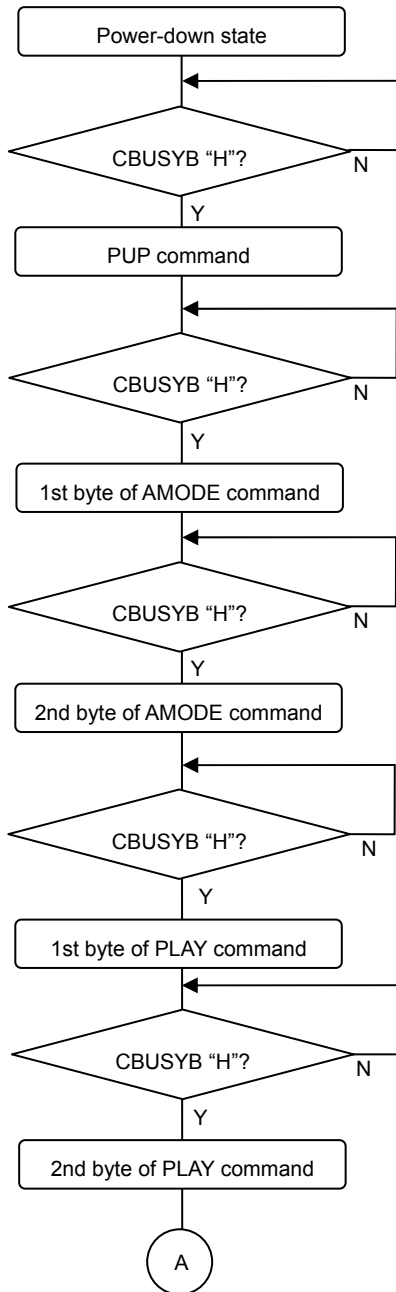 Power-down state
CBUSYB “H”?
N
Y
PUP command
CBUSYB “H”?
N
Y
1st byte of AMODE command
CBUSYB “H”?
N
Y
2nd byte of AMODE command
CBUSYB “H”?
N
Y
1st byte of PLAY command
CBUSYB “H”?
N
Y
2nd byte of PLAY command
A